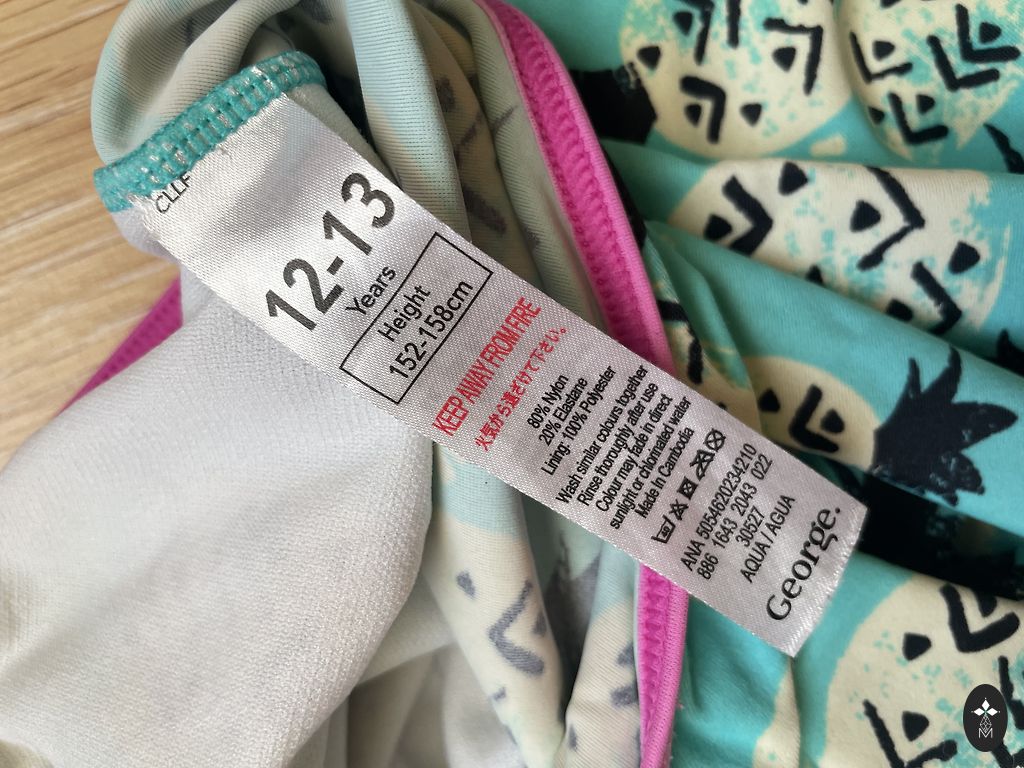 CLLF
12-13
Years
Height
152-158cm
KEEP AWAY FROM FIRE
火気から遠ざけて下さい。
80% Nylon
20% Elastane
Lining: 100% Polyester
Wash similar colours together
Rinse thoroughly after use
Colour may fade in direct
sunlight or chlorinated water
Made in Cambodia
ANA 5054620234210
886 1643 2043 022
30527
AQUA / AGUA
George.
M